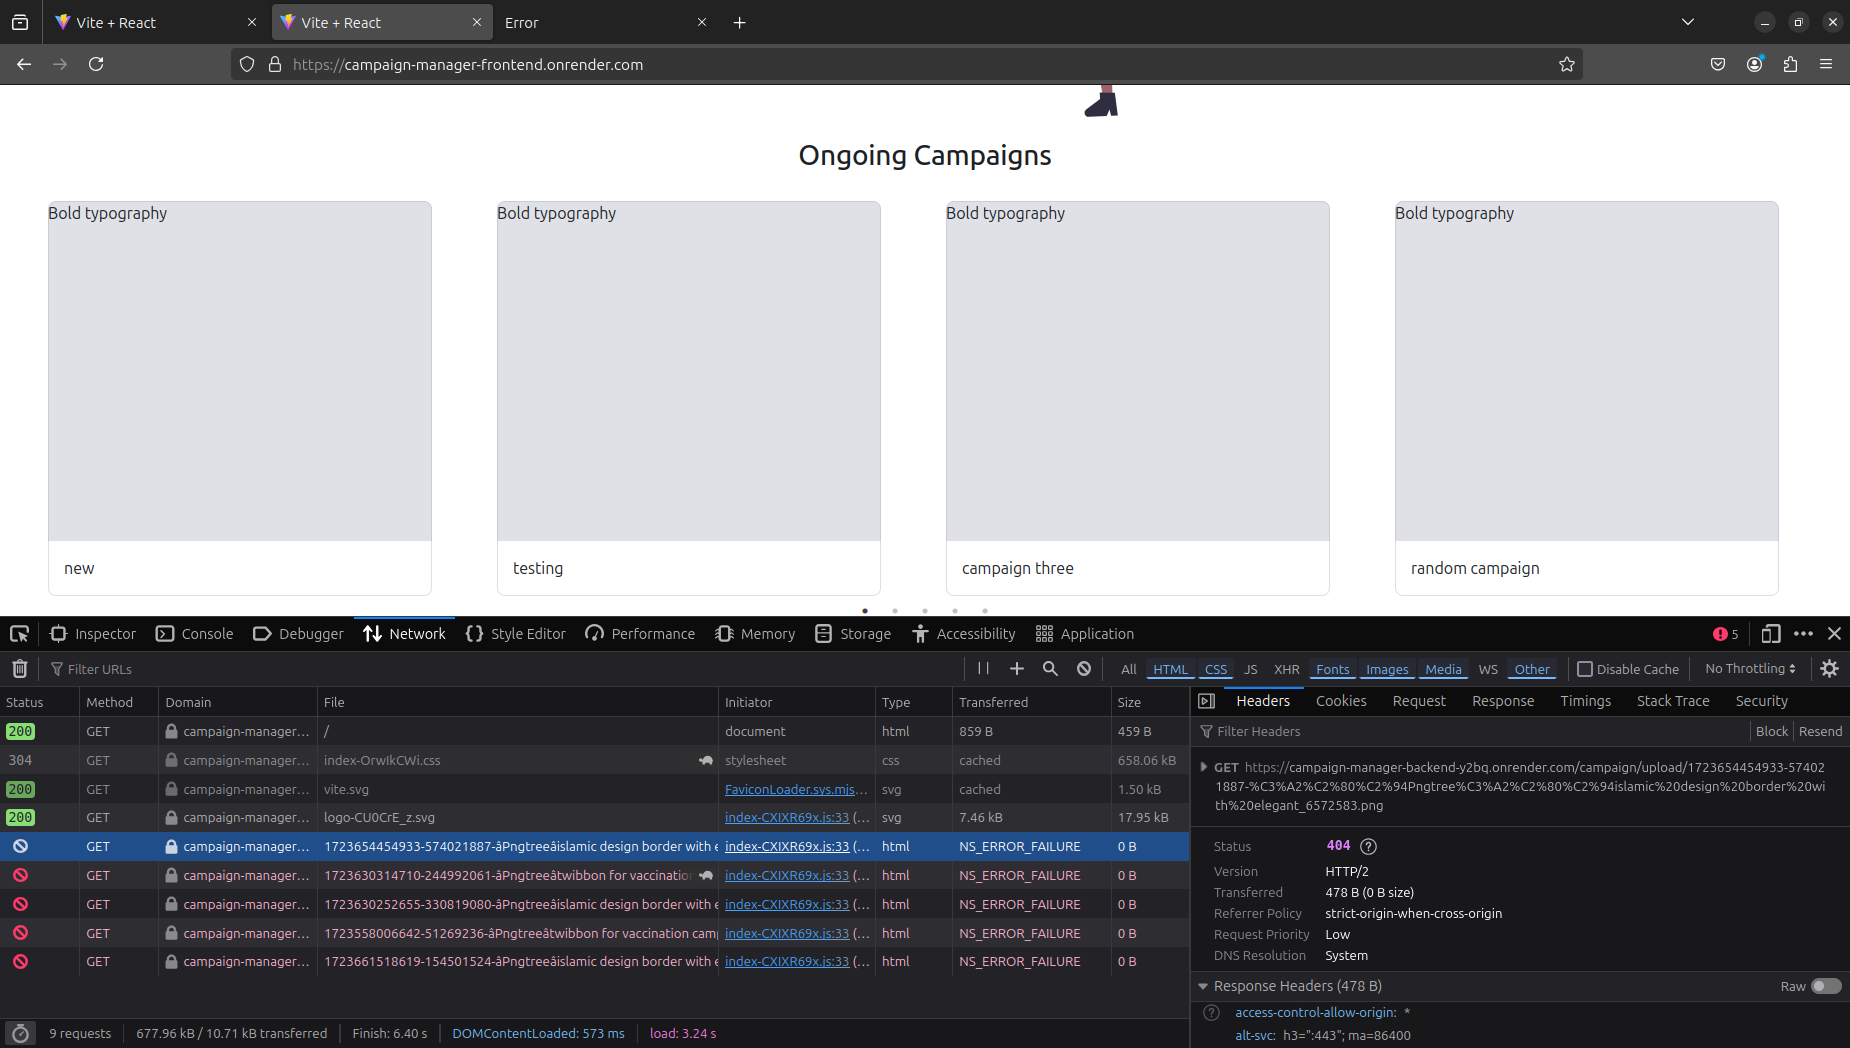 Vite + React
Vite + React
Error
https://campaign-manager-frontend.onrender.com
Ongoing Campaigns
Bold typography
Bold typography
Bold typography
Bold typography
new
testing
campaign three
random campaign
Inspector Console Debugger Network Style Editor Performance Memory Storage Accessibility Application 5
Filter URLs All HTML CSS JS XHR Fonts Images Media WS Other Disable Cache No Throttling
Status Method Domain File Initiator Type Transferred Size
200 GET campaign-manager... / document html 859 B 459 B
304 GET campaign-manager... index-OrwIkCWi.css stylesheet css cached 658.06 kB
200 GET campaign-manager... vite.svg FaviconLoader.sys.mjs... svg cached 1.50 kB
200 GET campaign-manager... logo-CU0CrE_z.svg index-CXIXR69x.js:33 (... svg 7.46 kB 17.95 kB
GET campaign-manager... 1723654454933-574021887-âPngtreeâislamic design border with e index-CXIXR69x.js:33 (... html NS_ERROR_FAILURE 0 B
GET campaign-manager... 1723630314710-244992061-âPngtreeâtwibbon for vaccination index-CXIXR69x.js:33 (... html NS_ERROR_FAILURE 0 B
GET campaign-manager... 1723630252655-330819080-âPngtreeâislamic design border with e index-CXIXR69x.js:33 (... html NS_ERROR_FAILURE 0 B
GET campaign-manager... 1723558006642-51269236-âPngtreeâtwibbon for vaccination camp index-CXIXR69x.js:33 (... html NS_ERROR_FAILURE 0 B
GET campaign-manager... 1723661518619-154501524-âPngtreeâislamic design border with e index-CXIXR69x.js:33 (... html NS_ERROR_FAILURE 0 B
9 requests 677.96 kB / 10.71 kB transferred Finish: 6.40 s DOMContentLoaded: 573 ms load: 3.24 s
Headers Cookies Request Response Timings Stack Trace Security
Filter Headers Block Resend
GET https://campaign-manager-backend-y2bq.onrender.com/campaign/upload/1723654454933-57402
1887-%C3%A2%C2%80%C2%94Pngtree%C3%A2%C2%80%C2%94islamic%20design%20border%20wi
th%20elegant_6572583.png
Status 404
Version HTTP/2
Transferred 478 B (0 B size)
Referrer Policy strict-origin-when-cross-origin
Request Priority Low
DNS Resolution System
Response Headers (478 B) Raw
access-control-allow-origin: *
alt-svc: h3=":443"; ma=86400